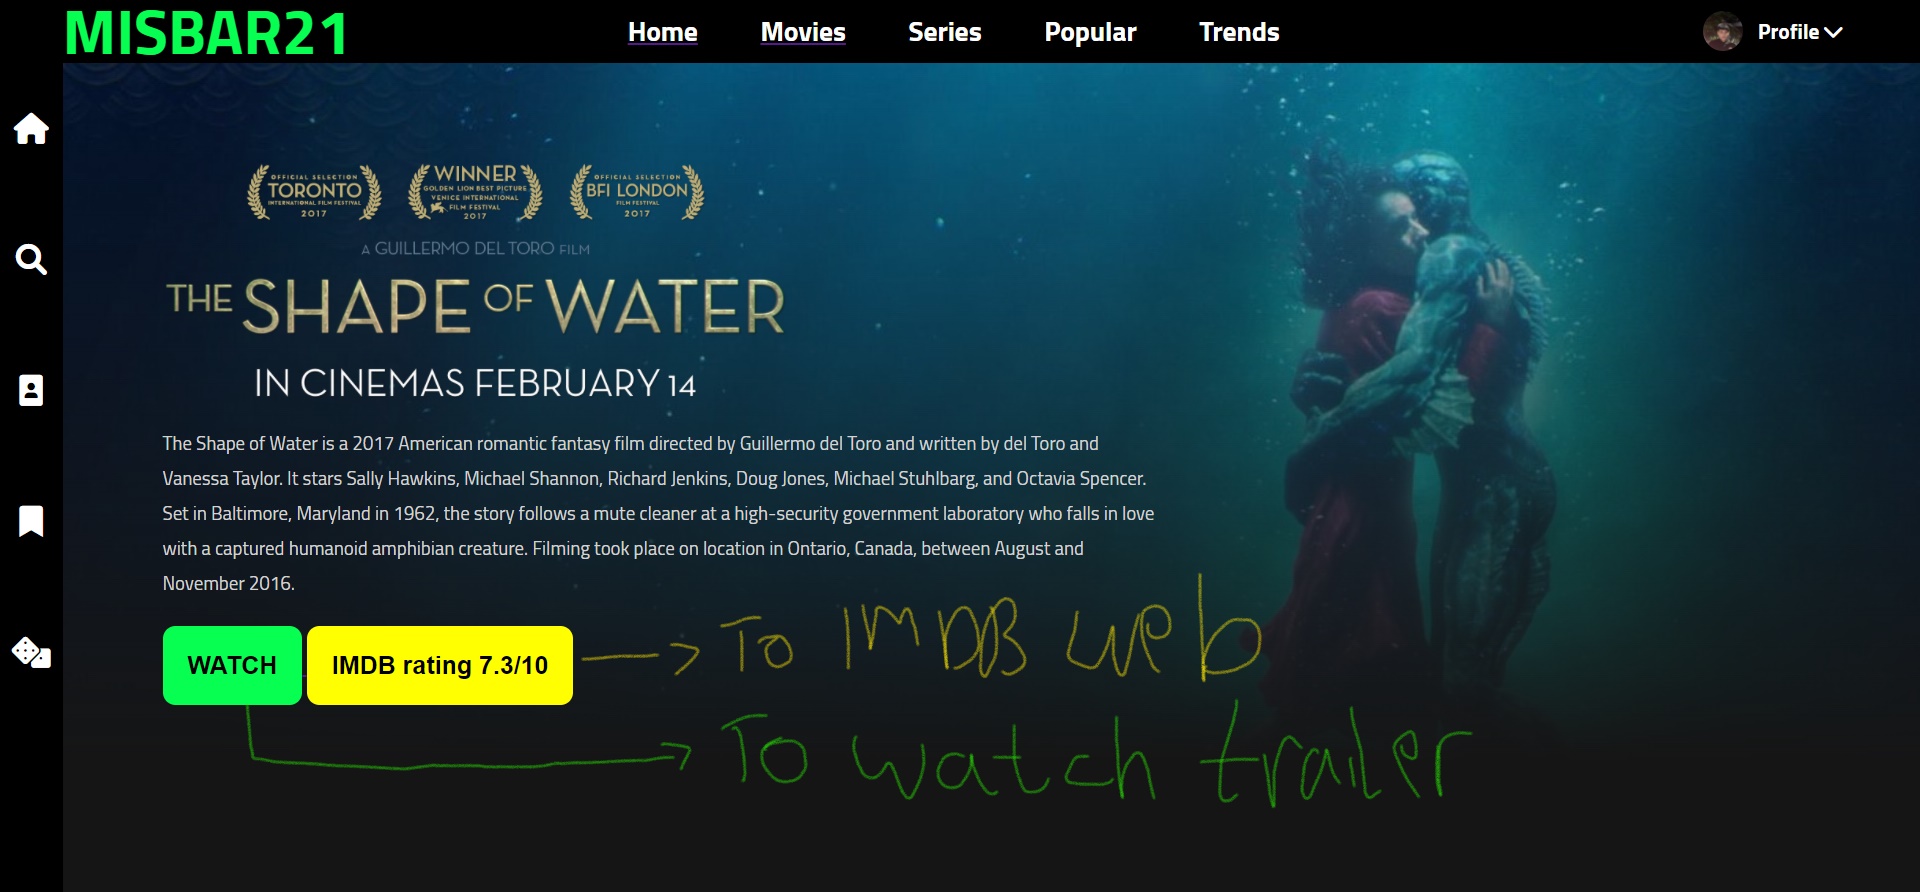 MISBAR21
Home Movies Series Popular Trends
Profile
OFFICIAL SELECTION
TORONTO
INTERNATIONAL FILM FESTIVAL
2017
WINNER
GOLDEN LION BEST PICTURE
VENICE INTERNATIONAL
FILM FESTIVAL
2017
OFFICIAL SELECTION
BFI LONDON
FILM FESTIVAL
2017
A GUILLERMO DEL TORO FILM
THE SHAPE OF WATER
IN CINEMAS FEBRUARY 14
The Shape of Water is a 2017 American romantic fantasy film directed by Guillermo del Toro and written by del Toro and
Vanessa Taylor. It stars Sally Hawkins, Michael Shannon, Richard Jenkins, Doug Jones, Michael Stuhlbarg, and Octavia Spencer.
Set in Baltimore, Maryland in 1962, the story follows a mute cleaner at a high-security government laboratory who falls in love
with a captured humanoid amphibian creature. Filming took place on location in Ontario, Canada, between August and
November 2016.
WATCH
IMDB rating 7.3/10
To IMDB web
To watch trailer